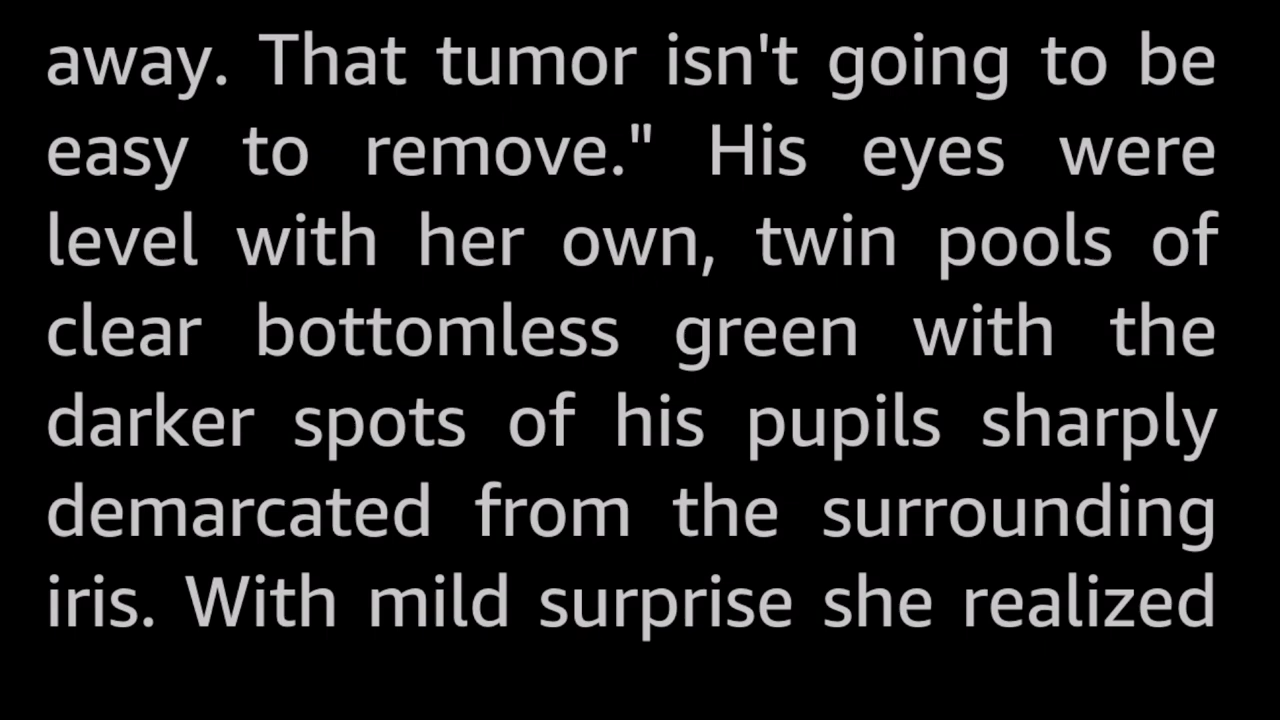 away. That tumor isn't going to be
easy to remove." His eyes were
level with her own, twin pools of
clear bottomless green with the
darker spots of his pupils sharply
demarcated from the surrounding
iris. With mild surprise she realized